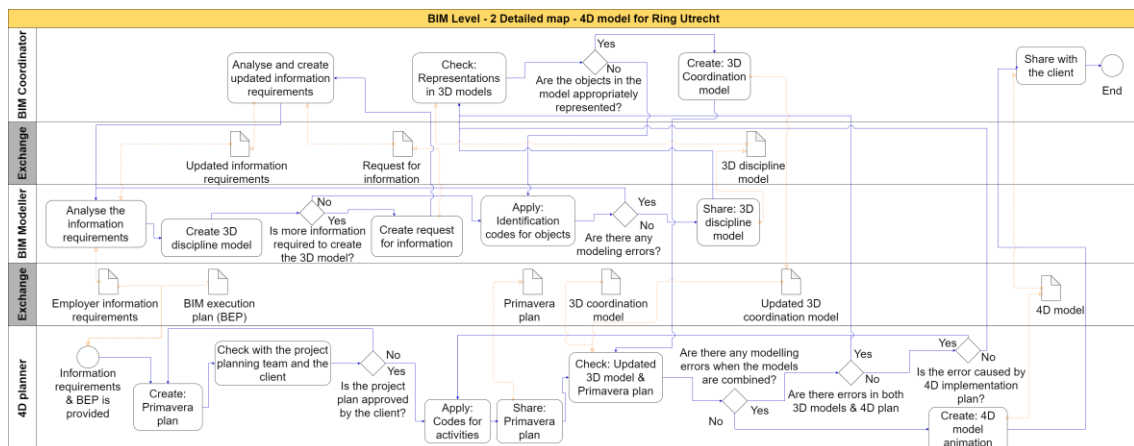 BIM Level - 2 Detailed map - 4D model for Ring Utrecht
BIM Coordinator
Analyse and create
updated information
requirements
Check:
Representations
in 3D models
Yes
No
Are the objects in the
model appropriately
represented?
Create: 3D
Coordination
model
Share with
the client
End
Exchange
Updated information
requirements
Request for
information
3D discipline
model
BIM Modeller
Analyse the
information
requirements
Create 3D
discipline model
No
Yes
Is more information
required to create
the 3D model?
Create request
for information
Apply:
Identification
codes for objects
Yes
No
Are there any
modeling errors?
Share: 3D
discipline
model
Exchange
Employer information
requirements
BIM execution
plan (BEP)
Primavera
plan
3D coordination
model
Updated 3D
coordination model
4D model
4D planner
Information
requirements
& BEP is
provided
Create:
Primavera
plan
Check with the project
planning team and the
client
No
Yes
Is the project
plan approved
by the client?
Apply: Codes for
activities
Share: Primavera
plan
Check: Updated
3D model &
Primavera plan
Are there any modelling
errors when the models
are combined?
Yes
No
Yes
No
Are there errors in both
3D models & 4D plan
Yes
No
Is the error caused by
4D implementation
plan?
Create: 4D
model
animation